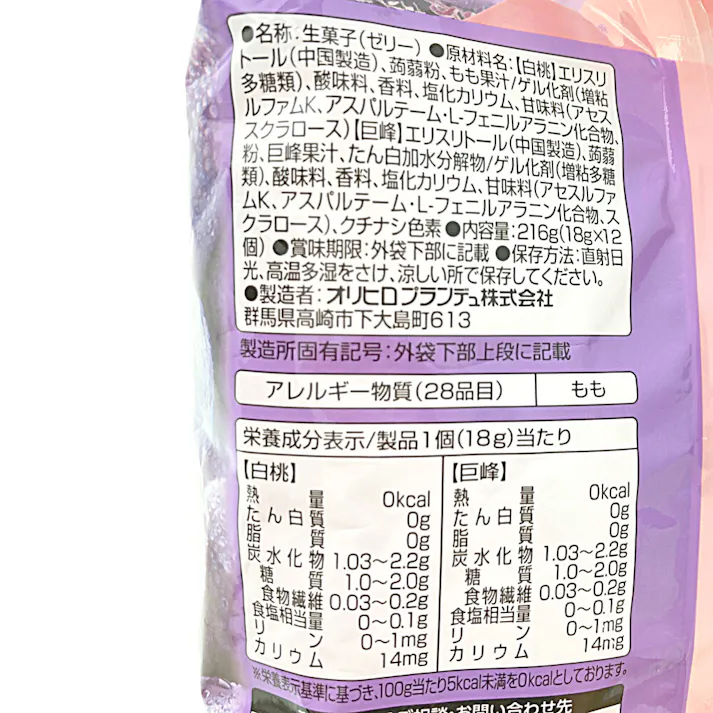 ●名称:生菓子(ゼリー) ●原材料名:【白桃】エリスリ
トール(中国製造)、蒟蒻粉、もも果汁/ゲル化剤(増粘
多糖類)、酸味料、香料、塩化カリウム、甘味料(アセス
ルファムK、アスパルテーム・L-フェニルアラニン化合物、
スクラロース)【巨峰】エリスリトール(中国製造)、蒟蒻
粉、巨峰果汁、たん白加水分解物/ゲル化剤(増粘多糖
類)、酸味料、香料、塩化カリウム、甘味料(アセスルファ
ムK、アスパルテーム・L-フェニルアラニン化合物、ス
クラロース)、クチナシ色素 ●内容量:216g(18g×12
個) ●賞味期限:外袋下部に記載 ●保存方法:直射日
光、高温多湿をさけ、涼しい所で保存してください。
●製造者:オリヒロプランデュ株式会社
群馬県高崎市下大島町613
製造所固有記号:外袋下部上段に記載
アレルギー物質(28品目) もも
栄養成分表示/製品1個(18g)当たり
【白桃】
熱量 0kcal
たん白質 0g
脂質 0g
炭水化物 1.03~2.2g
糖質 1.0~2.0g
食物繊維 0.03~0.2g
食塩相当量 0~0.1g
リン 0~1mg
カリウム 14mg
【巨峰】
熱量 0kcal
たん白質 0g
脂質 0g
炭水化物 1.03~2.2g
糖質 1.0~2.0g
食物繊維 0.03~0.2g
食塩相当量 0~0.1g
リン 0~1mg
カリウム 14mg
※栄養表示基準に基づき、100g当たり5kcal未満を0kcalとしております。
ご相談・お問い合わせ先